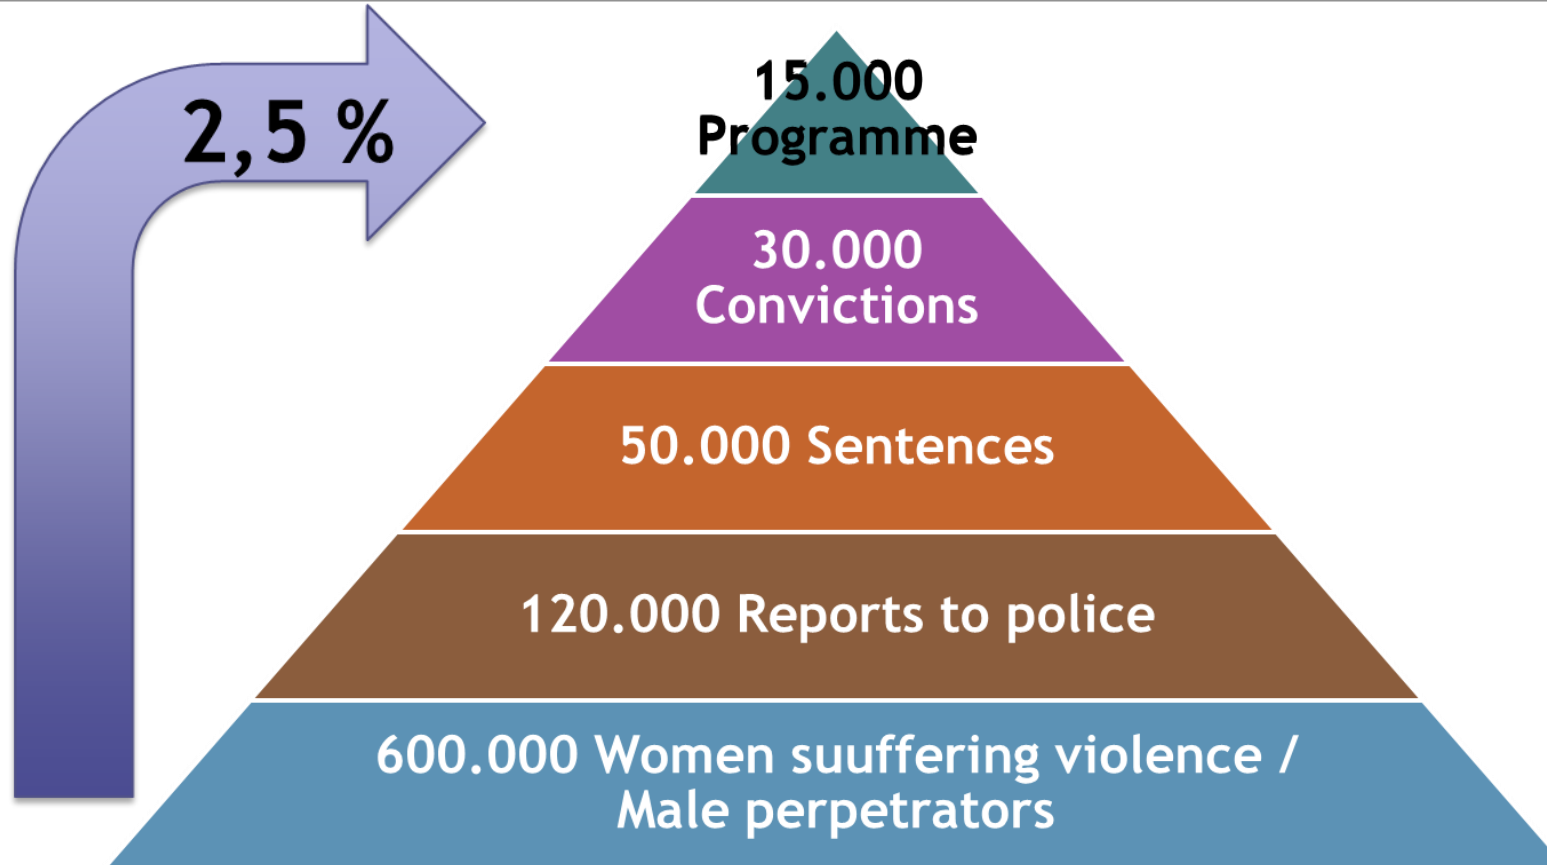 2,5 %
15.000
Programme
30.000
Convictions
50.000 Sentences
120.000 Reports to police
600.000 Women suuffering violence /
Male perpetrators